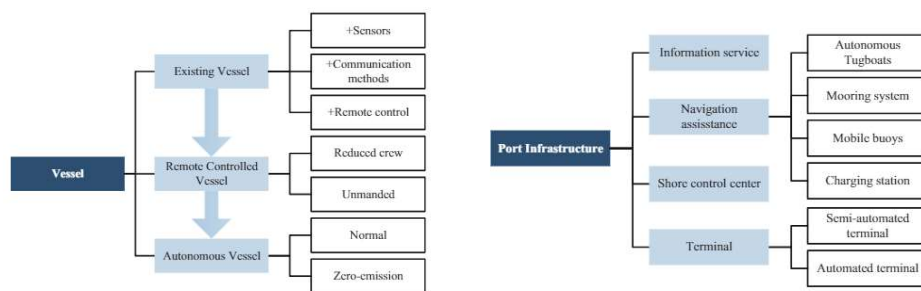 Vessel
Existing Vessel
+Sensors
+Communication
methods
+Remote control
Remote Controlled
Vessel
Reduced crew
Unmanded
Autonomous Vessel
Normal
Zero-emission
Port Infrastructure
Information service
Navigation
assisstance
Autonomous
Tugboats
Mooring system
Mobile buoys
Charging station
Shore control center
Terminal
Semi-automated
terminal
Automated terminal